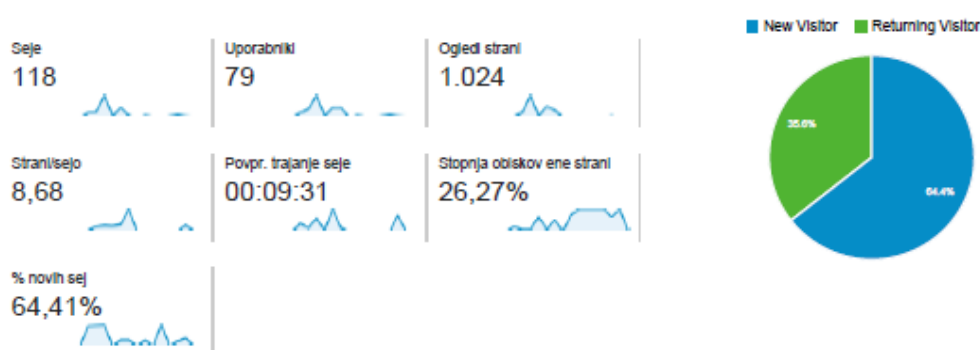 Seje
118
Uporabniki
79
Ogledi strani
1.024
Strani/sejo
8,68
Povpr. trajanje seje
00:09:31
Stopnja obiskov ene strani
26,27%
% novih sej
64,41%
New Visitor
Returning Visitor
35.6%
64.4%